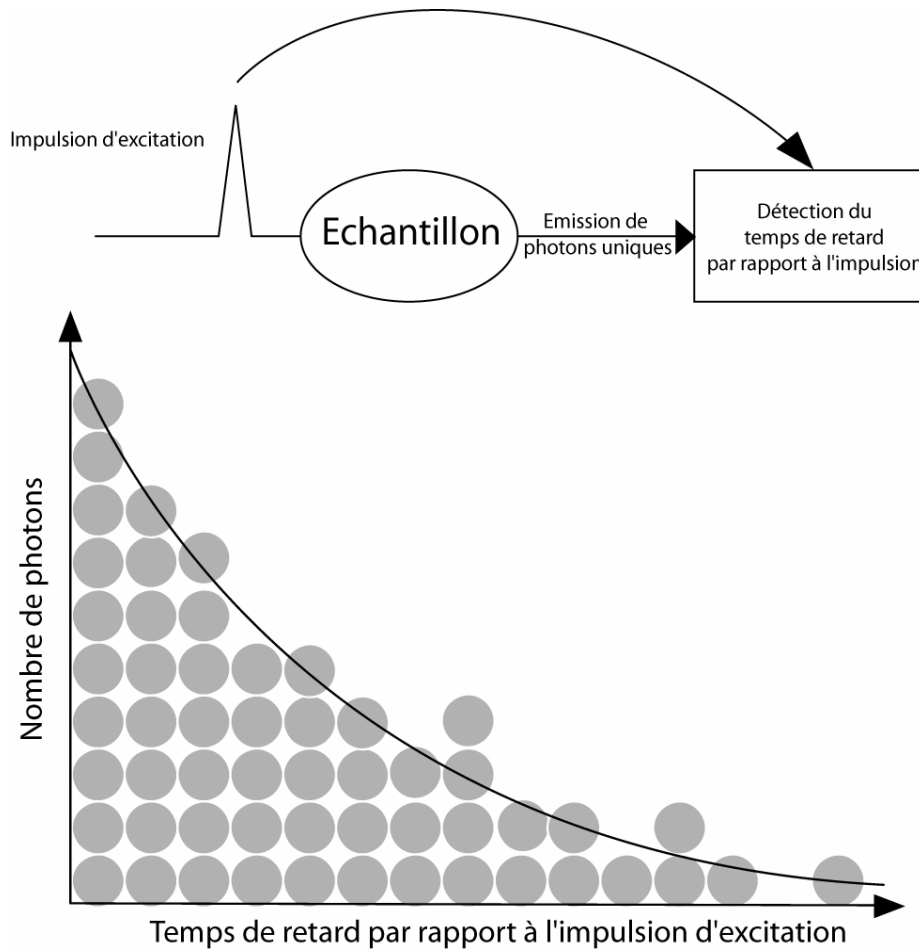 Impulsion d'excitation
Echantillon
Emission de
photons uniques
Détection du
temps de retard
par rapport à l'impulsion
Nombre de photons
Temps de retard par rapport à l'impulsion d'excitation